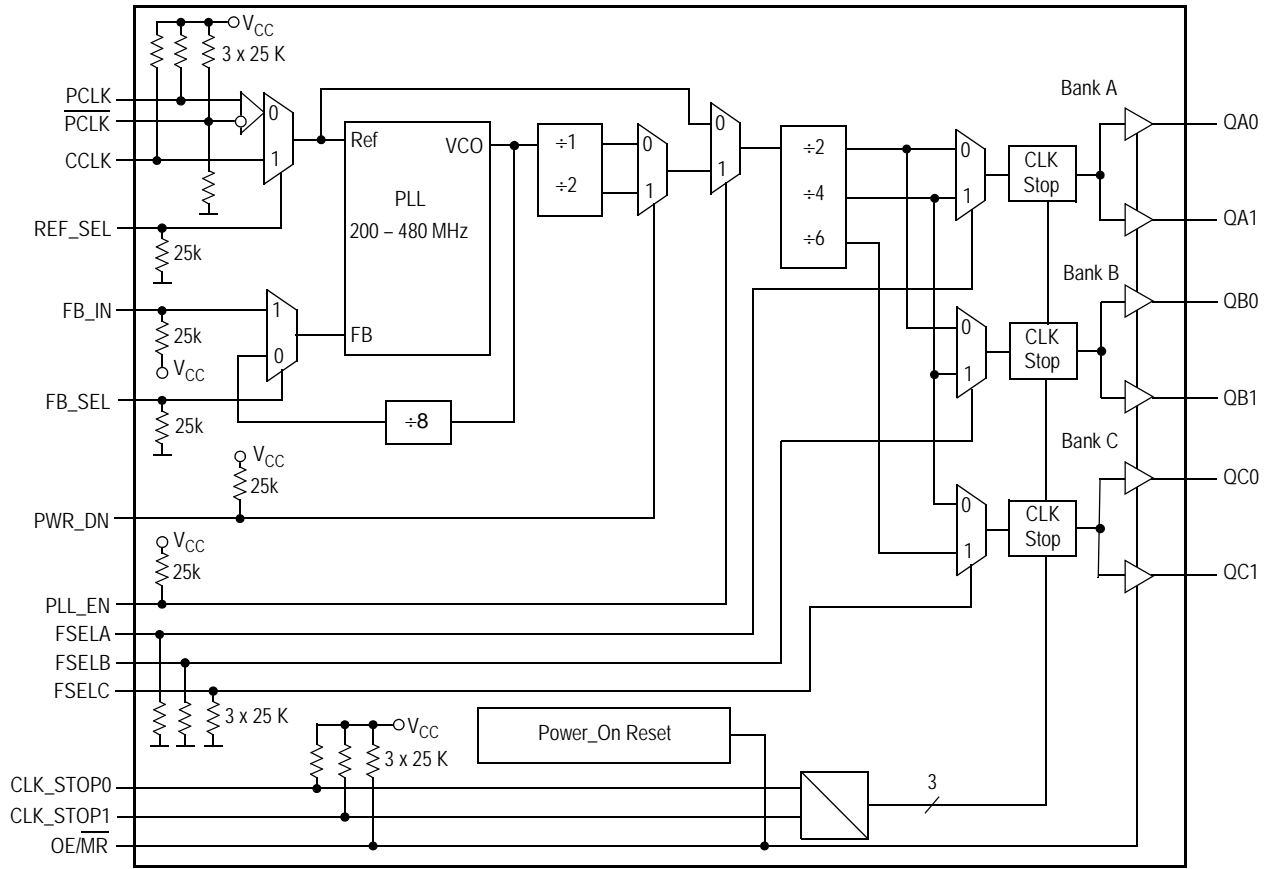 VCC
3 x 25 K
PCLK
PCLK
CCLK
0
1
REF_SEL
25k
Ref
VCO
PLL
200 – 480 MHz
FB
÷1
÷2
0
1
0
1
÷2
÷4
÷6
0
1
CLK
Stop
Bank A
QA0
QA1
FB_IN
25k
VCC
1
0
FB_SEL
25k
÷8
0
1
CLK
Stop
Bank B
QB0
QB1
VCC
25k
PWR_DN
VCC
25k
PLL_EN
0
1
CLK
Stop
Bank C
QC0
QC1
FSELA
FSELB
FSELC
3 x 25 K
VCC
3 x 25 K
Power_On Reset
CLK_STOP0
CLK_STOP1
OE/MR
3